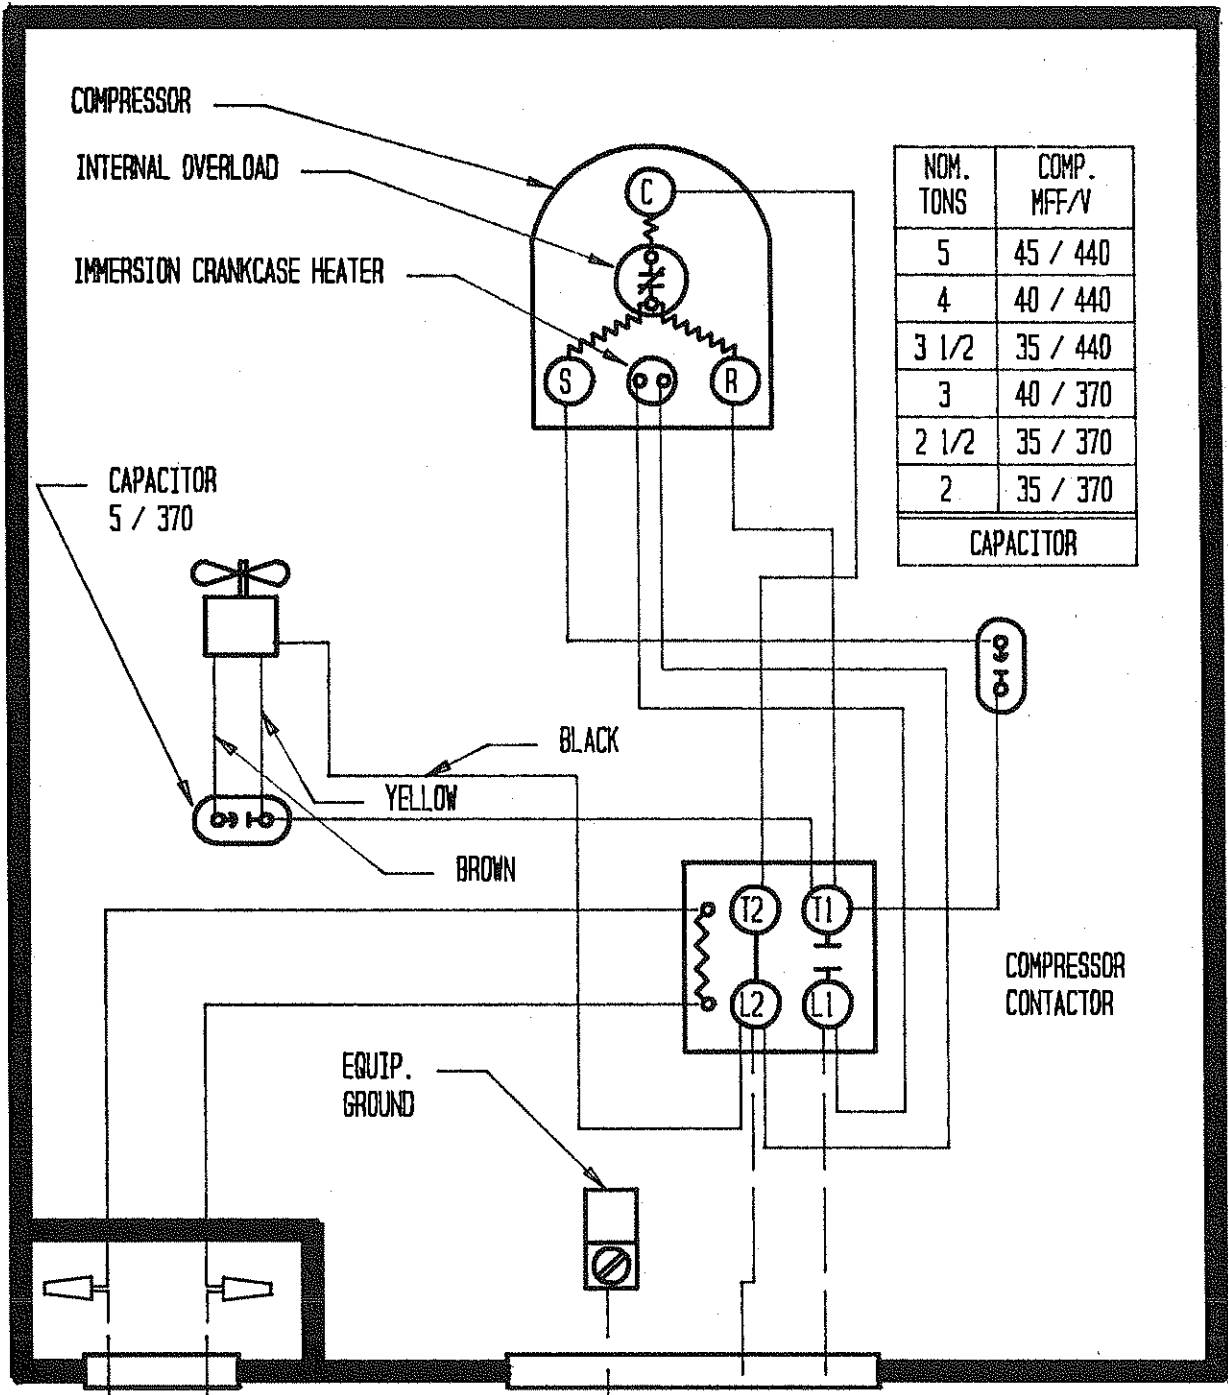 COMPRESSOR
INTERNAL OVERLOAD
IMMERSION CRANKCASE HEATER
C
S
R
NOM. TONS
COMP. MFF/V
5 45 / 440
4 40 / 440
3 1/2 35 / 440
3 40 / 370
2 1/2 35 / 370
2 35 / 370
CAPACITOR
CAPACITOR
5 / 370
BLACK
YELLOW
BROWN
T2 T1
L2 L1
COMPRESSOR
CONTACTOR
EQUIP.
GROUND